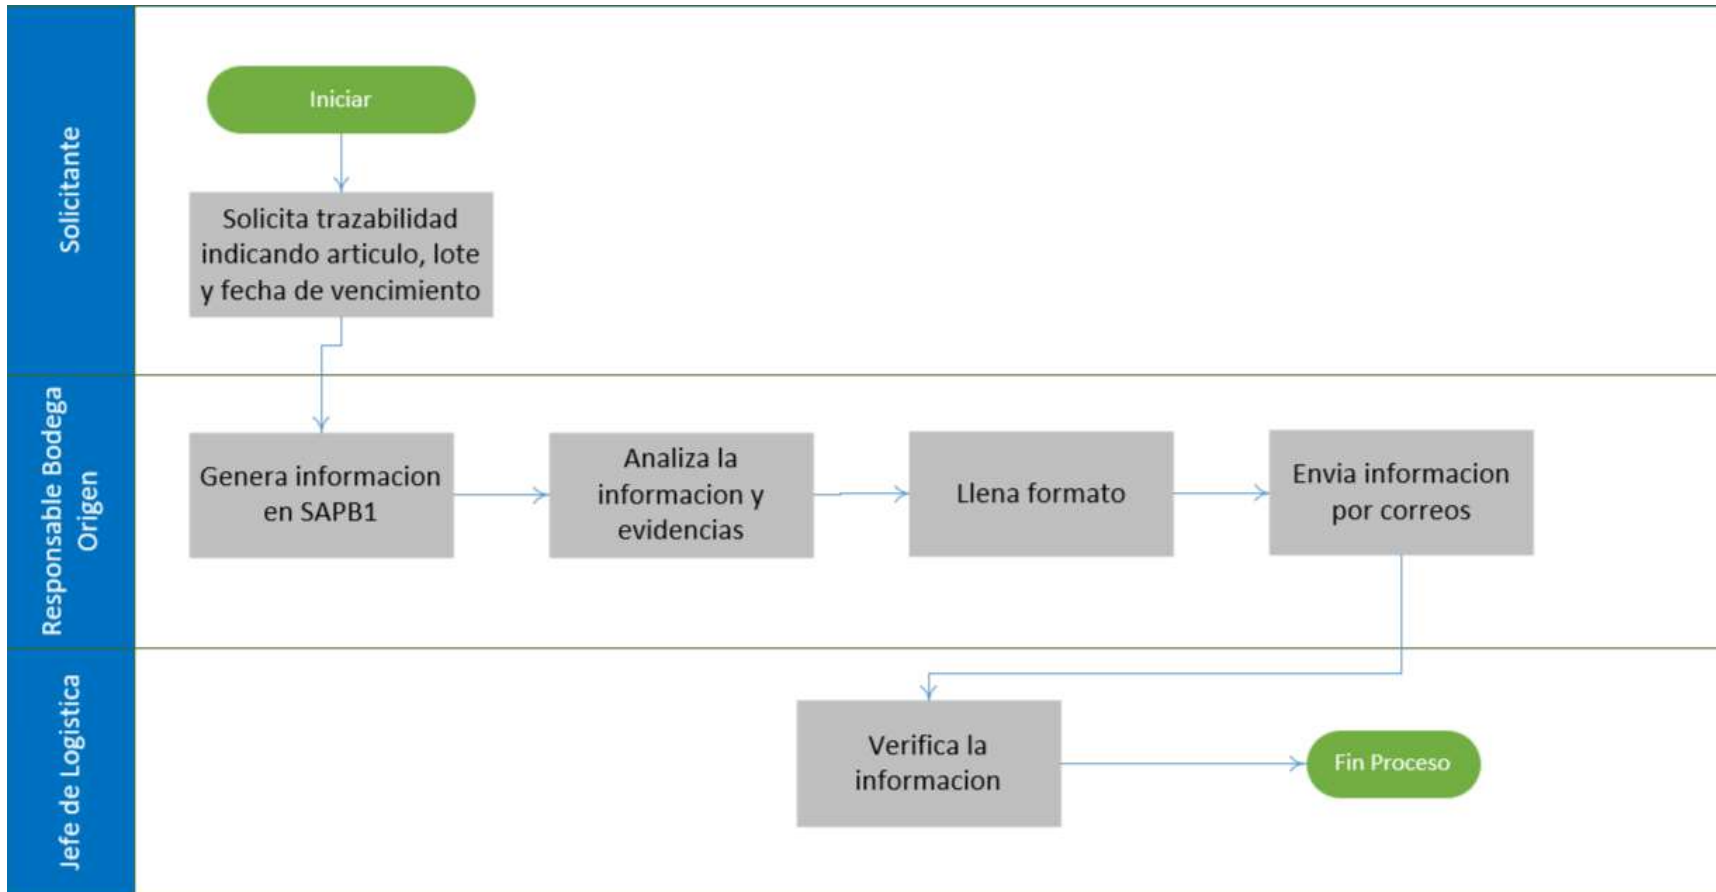 Solicitante
Iniciar
Solicita trazabilidad
indicando articulo, lote
y fecha de vencimiento
Responsable Bodega
Origen
Genera informacion
en SAPB1
Analiza la
informacion y
evidencias
Llena formato
Envia informacion
por correos
Jefe de Logistica
Verifica la
informacion
Fin Proceso